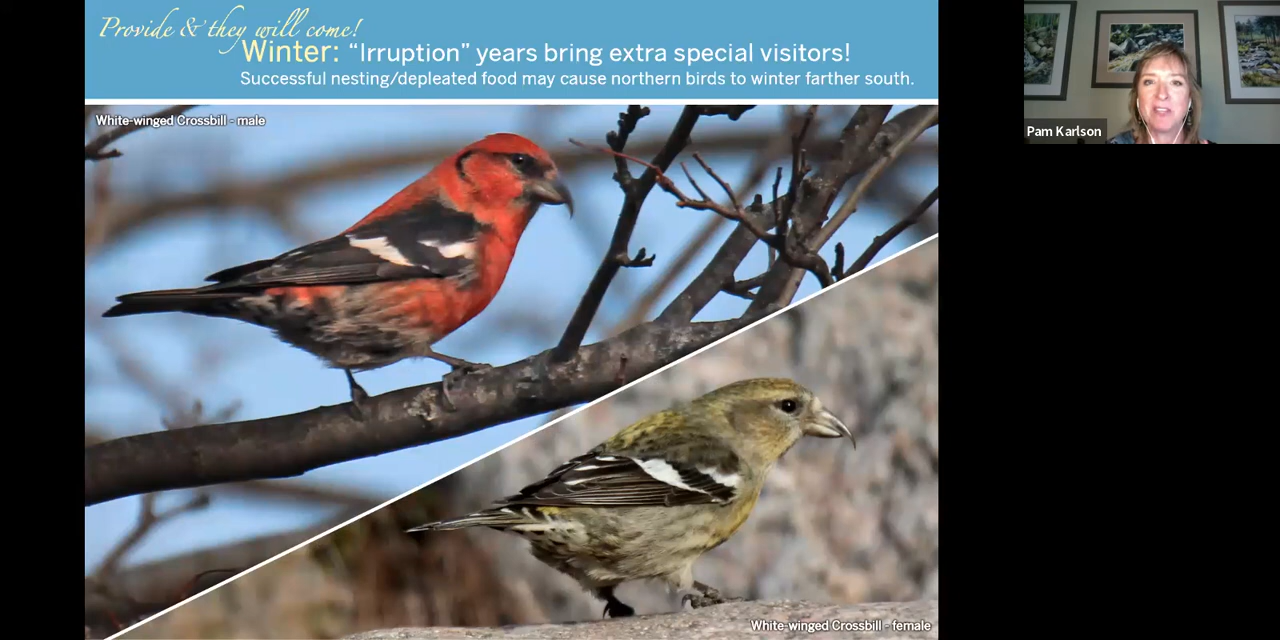 Provide & they will come!
Winter: “Irruption” years bring extra special visitors!
Successful nesting/depleated food may cause northern birds to winter farther south.
White-winged Crossbill - male
Pam Karlson
White-winged Crossbill - female